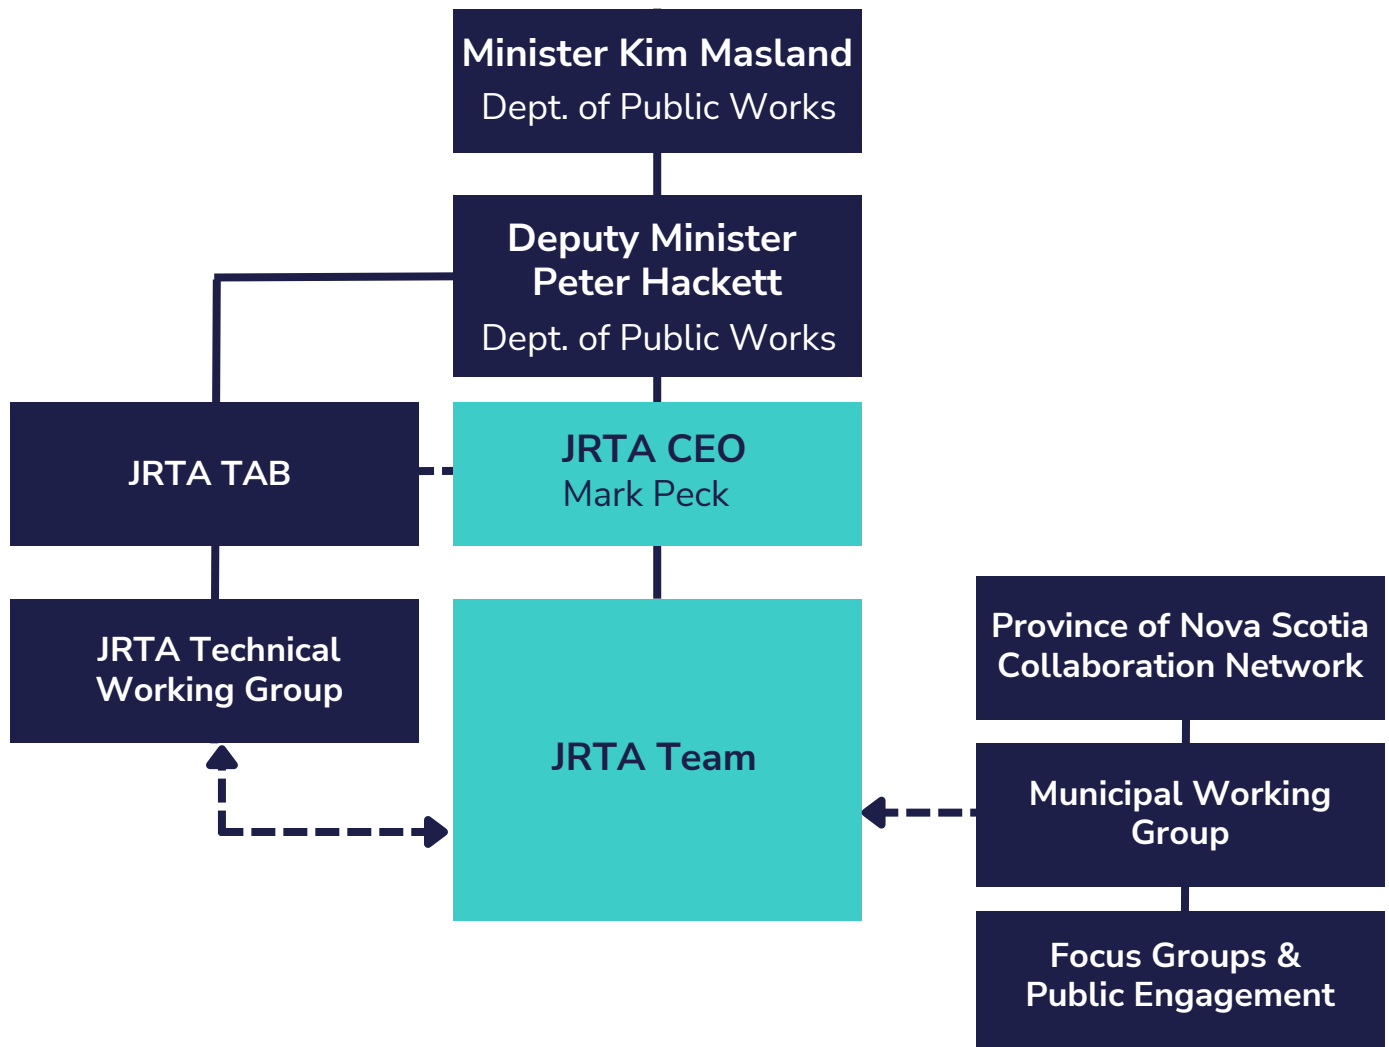 Minister Kim Masland
Dept. of Public Works
Deputy Minister
Peter Hackett
Dept. of Public Works
JRTA TAB
JRTA CEO
Mark Peck
JRTA Technical
Working Group
JRTA Team
Province of Nova Scotia
Collaboration Network
Municipal Working
Group
Focus Groups &
Public Engagement